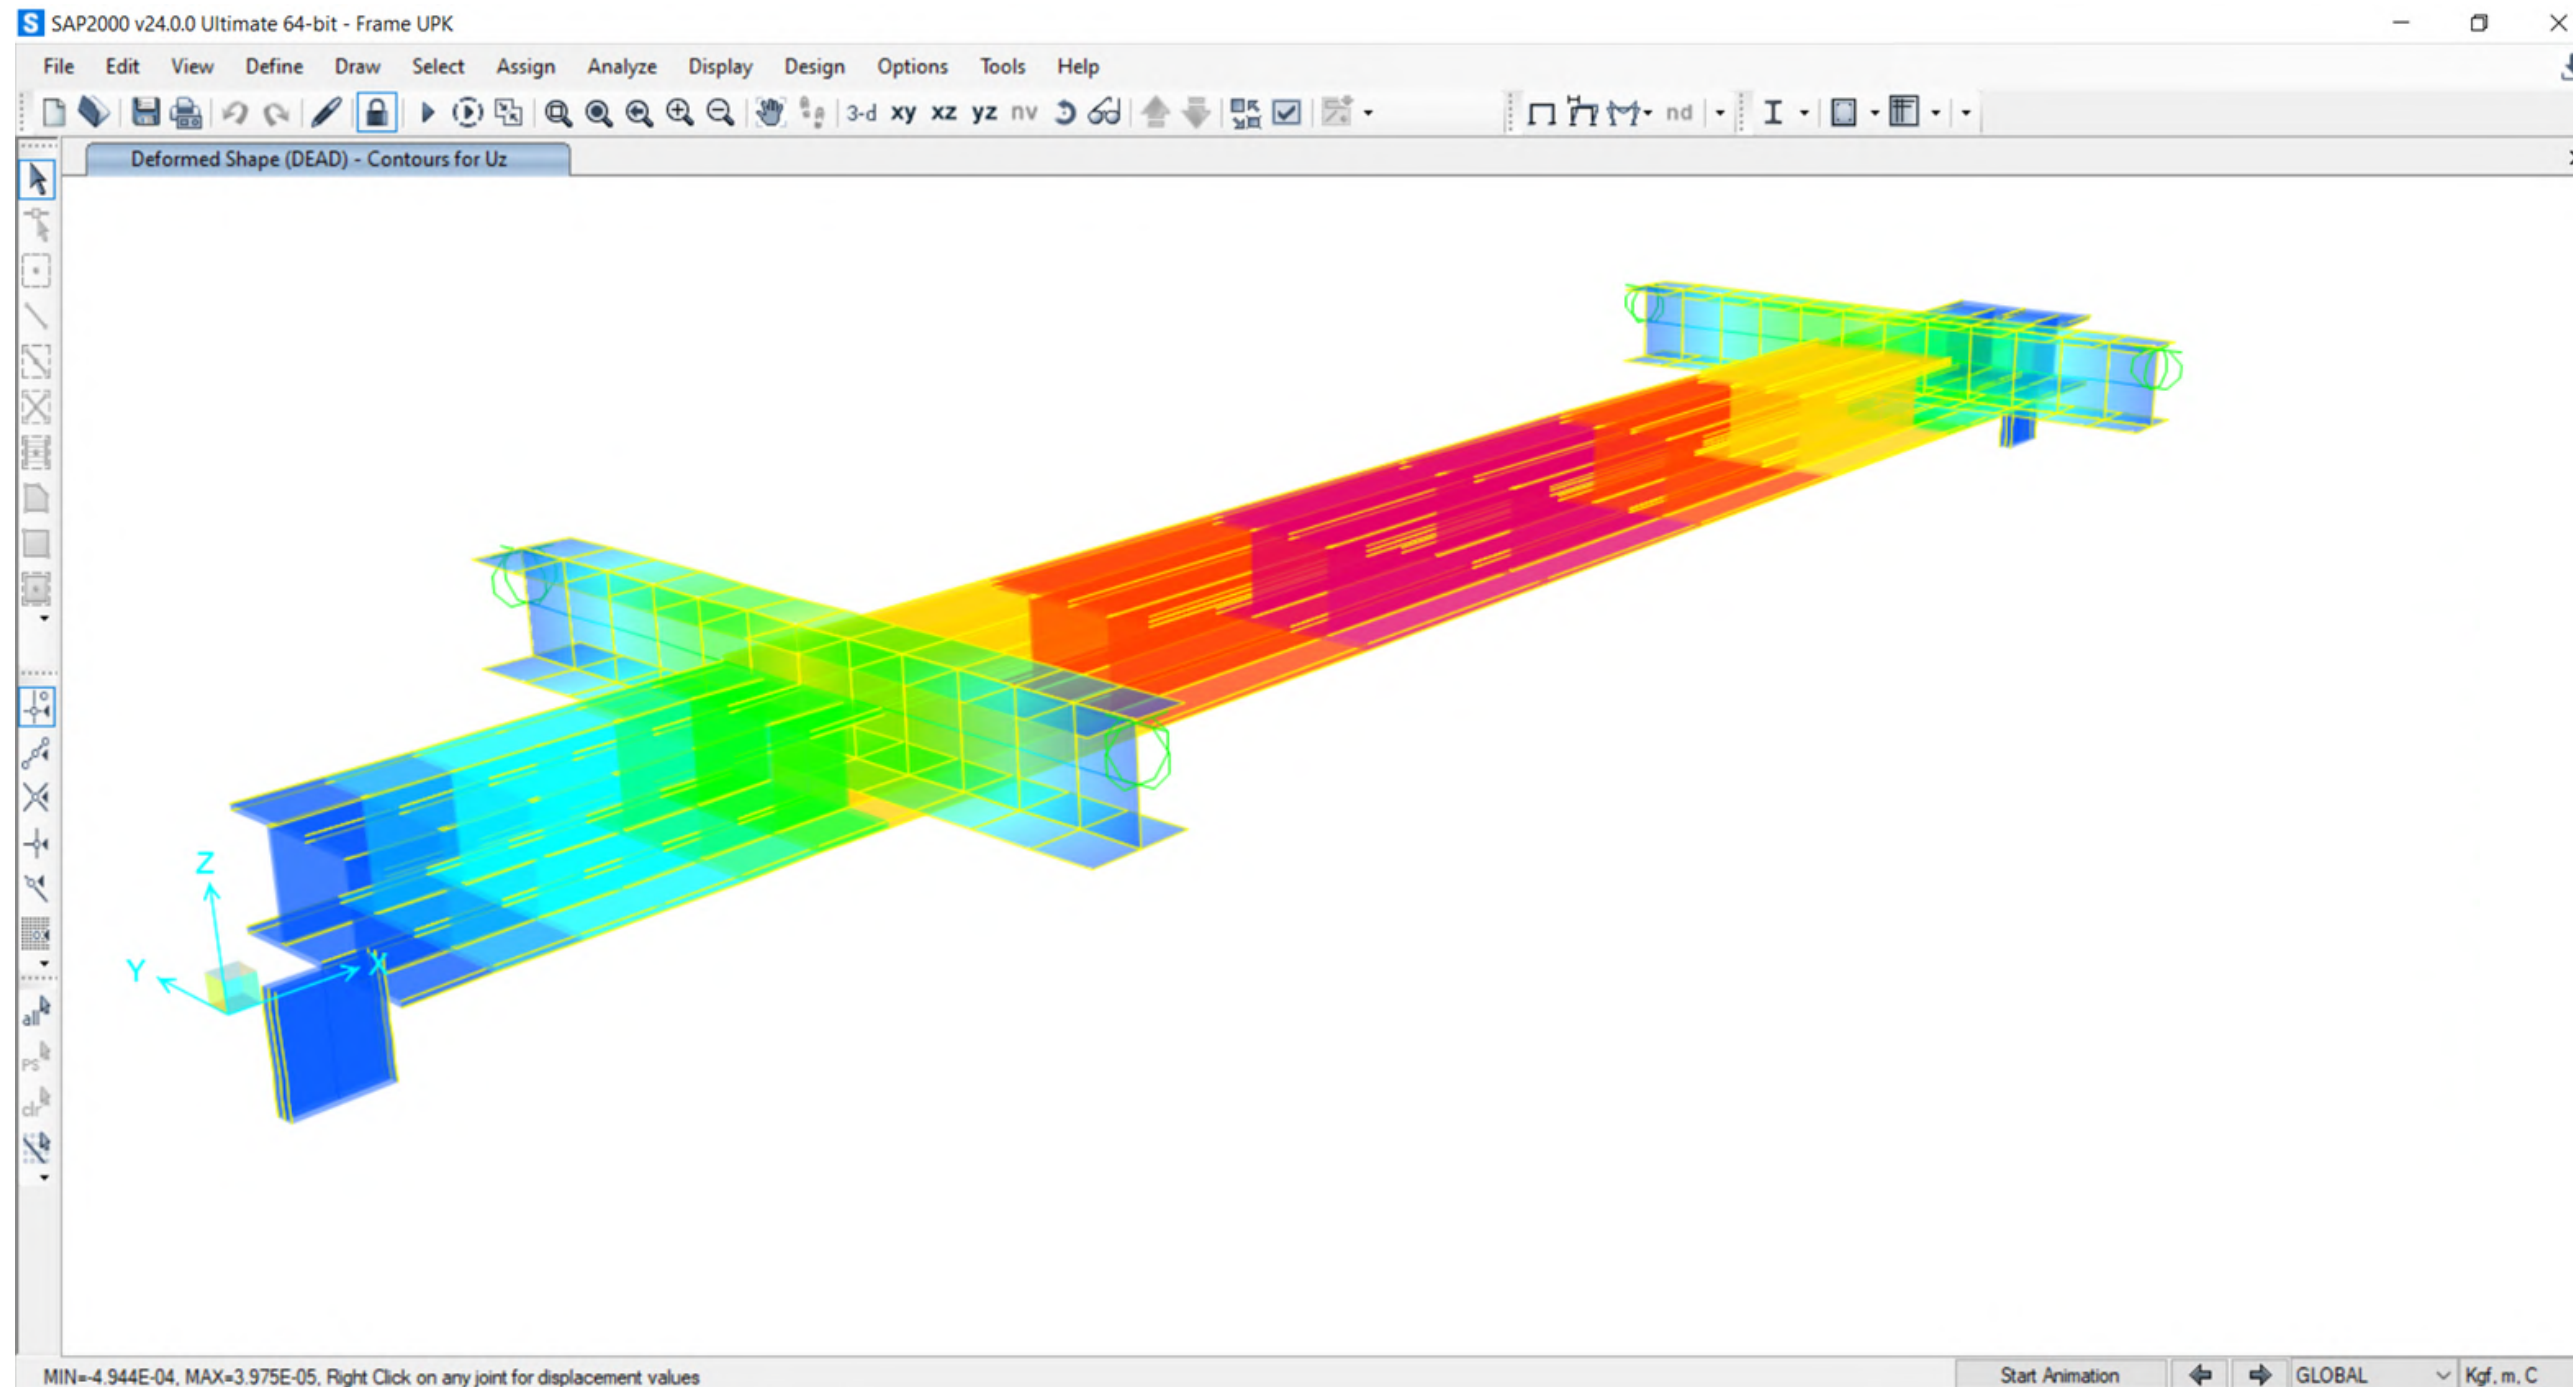 S SAP2000 v24.0.0 Ultimate 64-bit - Frame UPK
File Edit View Define Draw Select Assign Analyze Display Design Options Tools Help
3-d xy xz yz nv nd
Deformed Shape (DEAD) - Contours for Uz
Z
Y
X
all
ps
clr
MIN=-4.944E-04, MAX=3.975E-05, Right Click on any joint for displacement values
Start Animation
GLOBAL
Kgf, m, C